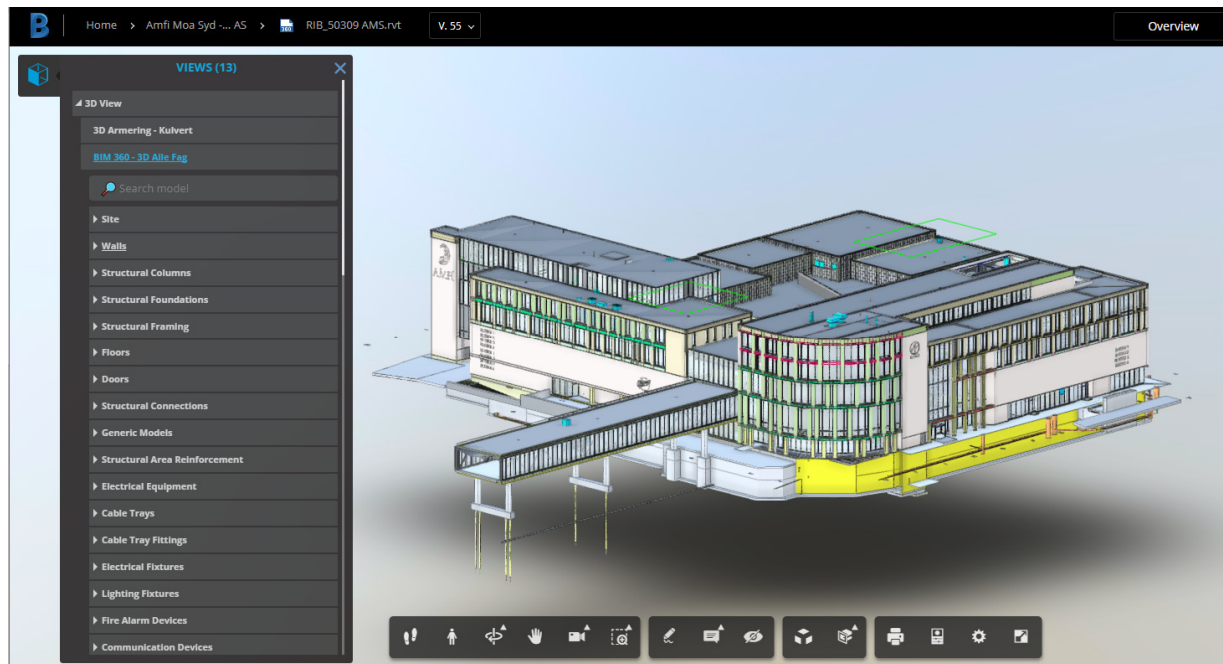 B
Home > Amfi Moa Syd -... AS > 360 RIB_50309 AMS.rvt V. 55 Overview
VIEWS (13)
3D View
3D Armering - Kulvert
BIM 360 - 3D Alle Fag
Search model
Site
Walls
Structural Columns
Structural Foundations
Structural Framing
Floors
Doors
Structural Connections
Generic Models
Structural Area Reinforcement
Electrical Equipment
Cable Trays
Cable Tray Fittings
Electrical Fixtures
Lighting Fixtures
Fire Alarm Devices
Communication Devices